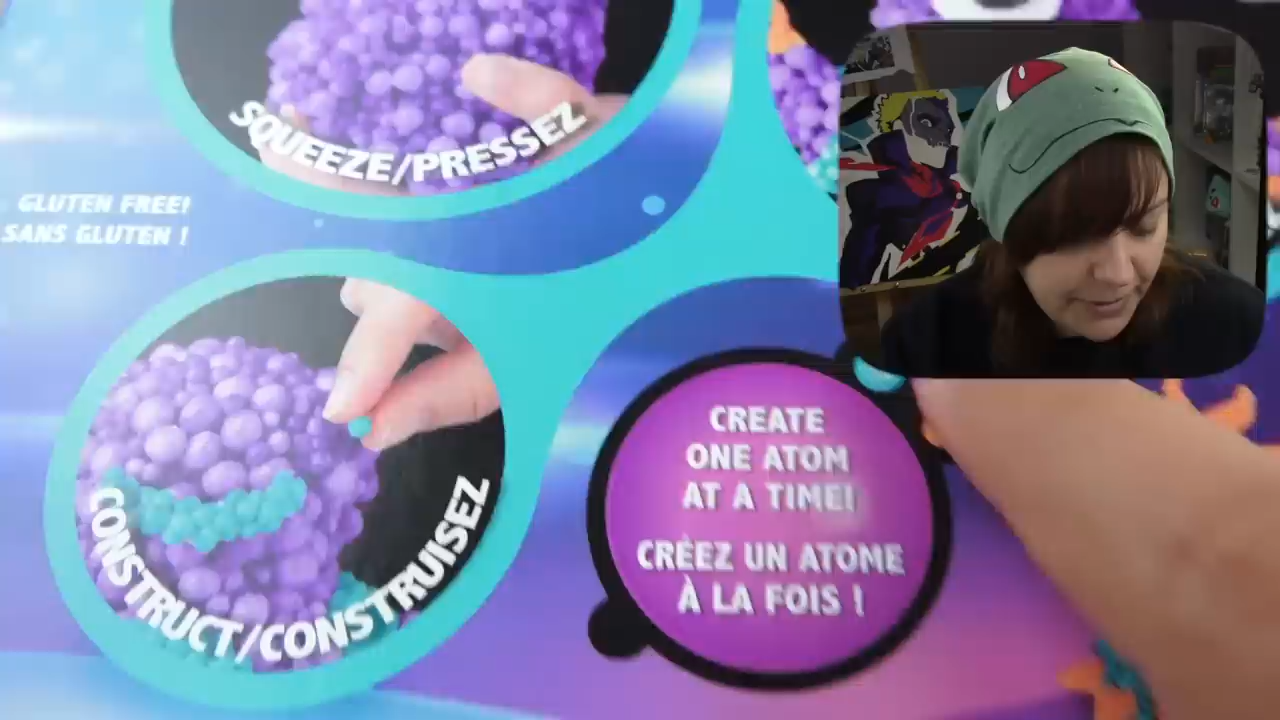 SQUEEZE/PRESSEZ
GLUTEN FREE!
SANS GLUTEN !
CONSTRUCT/CONSTRUISEZ
CREATE
ONE ATOM
AT A TIME!
CRÉEZ UN ATOME
À LA FOIS !